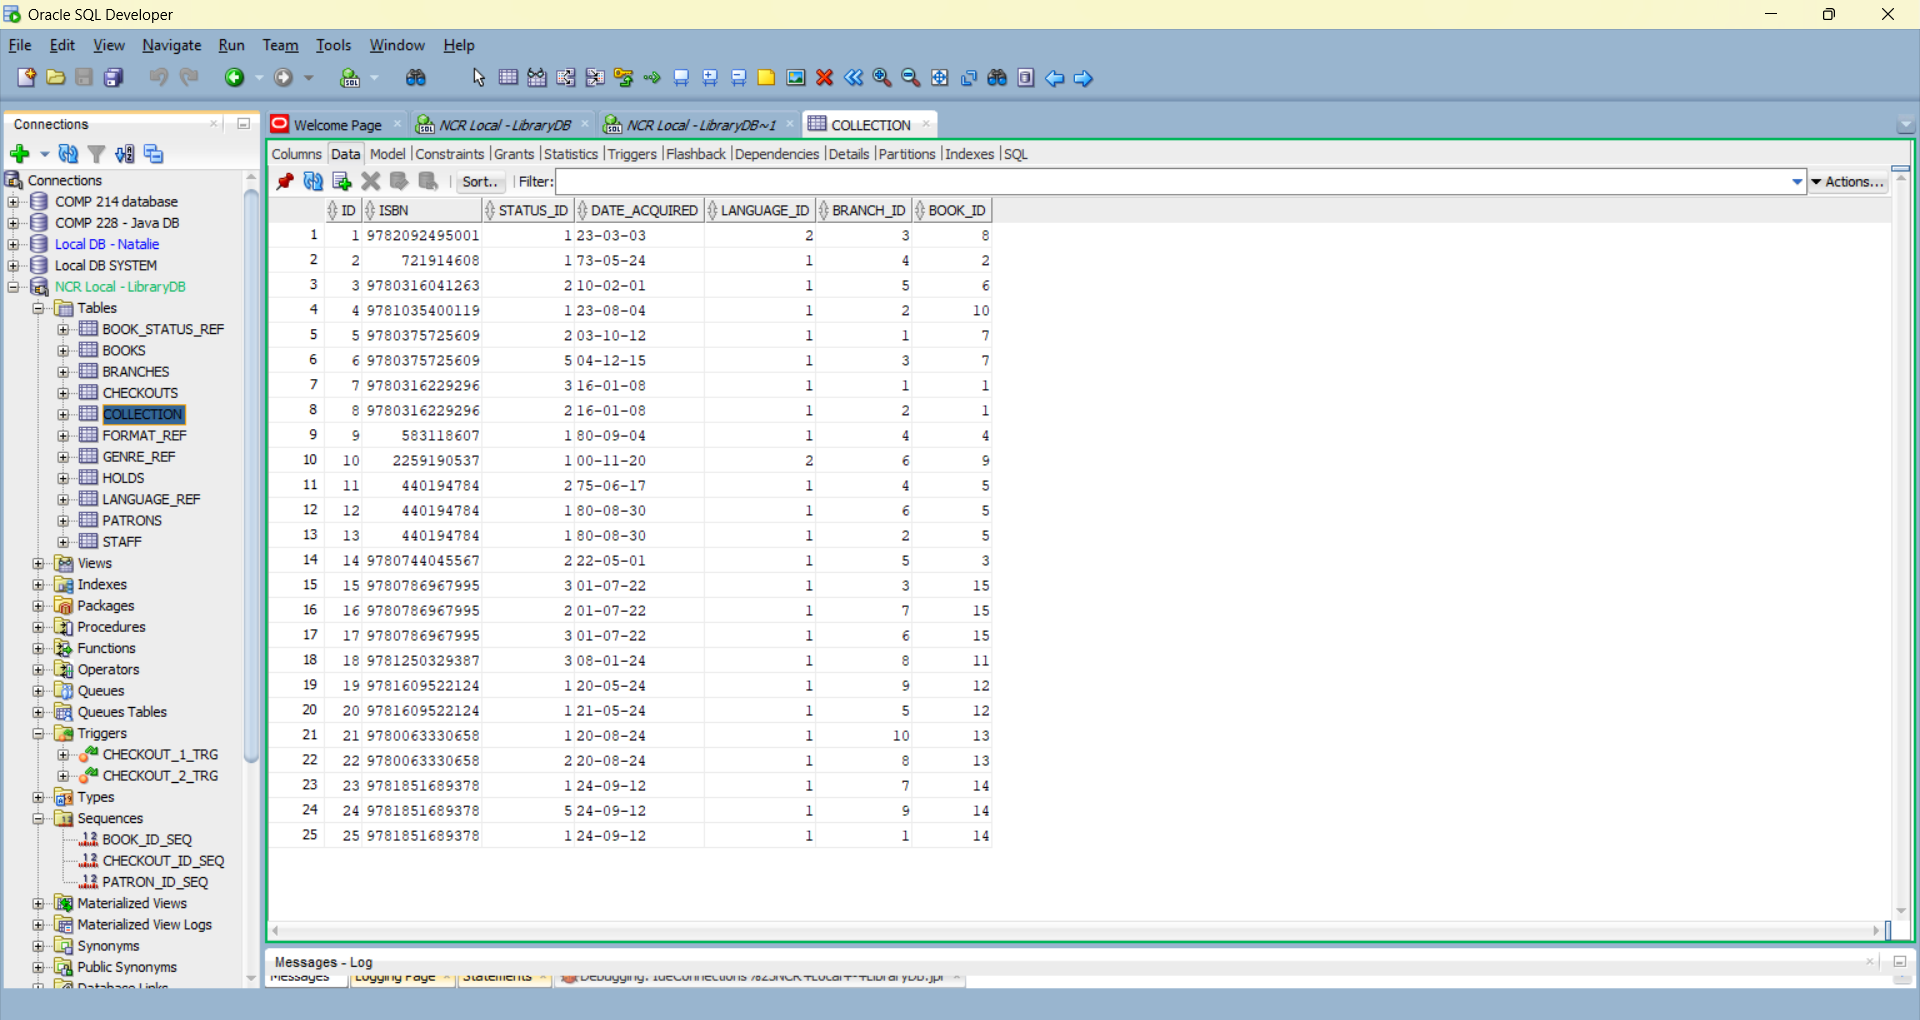 Oracle SQL Developer
File Edit View Navigate Run Team Tools Window Help
Connections
Welcome Page NCR Local - LibraryDB NCR Local - LibraryDB~1 COLLECTION
Columns Data Model Constraints Grants Statistics Triggers Flashback Dependencies Details Partitions Indexes SQL
Sort.. Filter: Actions...
Connections
COMP 214 database
COMP 228 - Java DB
Local DB - Natalie
Local DB SYSTEM
NCR Local - LibraryDB
Tables
BOOK_STATUS_REF
BOOKS
BRANCHES
CHECKOUTS
COLLECTION
FORMAT_REF
GENRE_REF
HOLDS
LANGUAGE_REF
PATRONS
STAFF
Views
Indexes
Packages
Procedures
Functions
Operators
Queues
Queues Tables
Triggers
CHECKOUT_1_TRG
CHECKOUT_2_TRG
Types
Sequences
BOOK_ID_SEQ
CHECKOUT_ID_SEQ
PATRON_ID_SEQ
Materialized Views
Materialized View Logs
Synonyms
Public Synonyms
Database Links
ID ISBN STATUS_ID DATE_ACQUIRED LANGUAGE_ID BRANCH_ID BOOK_ID
1 1 9782092495001 1 23-03-03 2 3 8
2 2 721914608 1 73-05-24 1 4 2
3 3 9780316041263 2 10-02-01 1 5 6
4 4 9781035400119 1 23-08-04 1 2 10
5 5 9780375725609 2 03-10-12 1 1 7
6 6 9780375725609 5 04-12-15 1 3 7
7 7 9780316229296 3 16-01-08 1 1 1
8 8 9780316229296 2 16-01-08 1 2 1
9 9 583118607 1 80-09-04 1 4 4
10 10 2259190537 1 00-11-20 2 6 9
11 11 440194784 2 75-06-17 1 4 5
12 12 440194784 1 80-08-30 1 6 5
13 13 440194784 1 80-08-30 1 2 5
14 14 9780744045567 2 22-05-01 1 5 3
15 15 9780786967995 3 01-07-22 1 3 15
16 16 9780786967995 2 01-07-22 1 7 15
17 17 9780786967995 3 01-07-22 1 6 15
18 18 9781250329387 3 08-01-24 1 8 11
19 19 9781609522124 1 20-05-24 1 9 12
20 20 9781609522124 1 21-05-24 1 5 12
21 21 9780063330658 1 20-08-24 1 10 13
22 22 9780063330658 2 20-08-24 1 8 13
23 23 9781851689378 1 24-09-12 1 7 14
24 24 9781851689378 5 24-09-12 1 9 14
25 25 9781851689378 1 24-09-12 1 1 14
Messages - Log
Messages Logging Page Statements Debugging: IdeConnections%23NCR+Local+-+LibraryDB.jpr